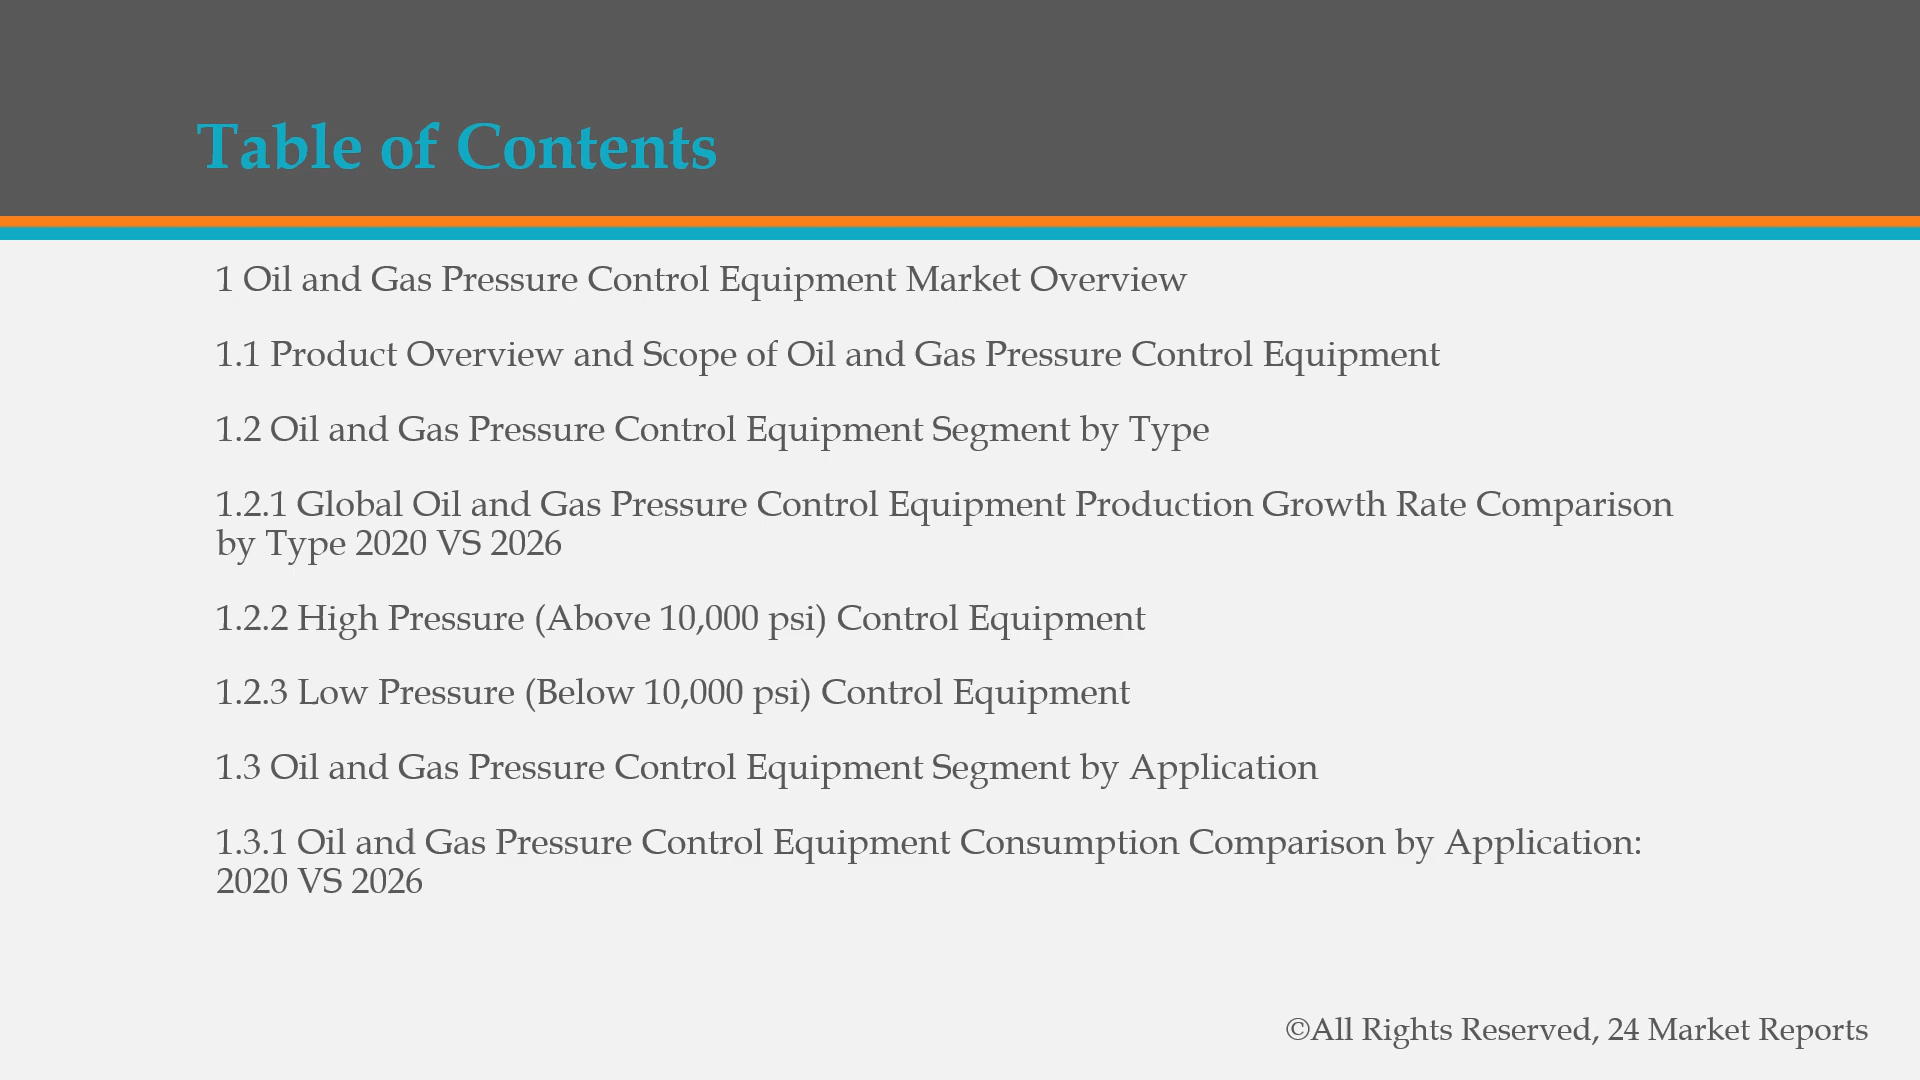 Table of Contents
1 Oil and Gas Pressure Control Equipment Market Overview
1.1 Product Overview and Scope of Oil and Gas Pressure Control Equipment
1.2 Oil and Gas Pressure Control Equipment Segment by Type
1.2.1 Global Oil and Gas Pressure Control Equipment Production Growth Rate Comparison
by Type 2020 VS 2026
1.2.2 High Pressure (Above 10,000 psi) Control Equipment
1.2.3 Low Pressure (Below 10,000 psi) Control Equipment
1.3 Oil and Gas Pressure Control Equipment Segment by Application
1.3.1 Oil and Gas Pressure Control Equipment Consumption Comparison by Application:
2020 VS 2026
©All Rights Reserved, 24 Market Reports